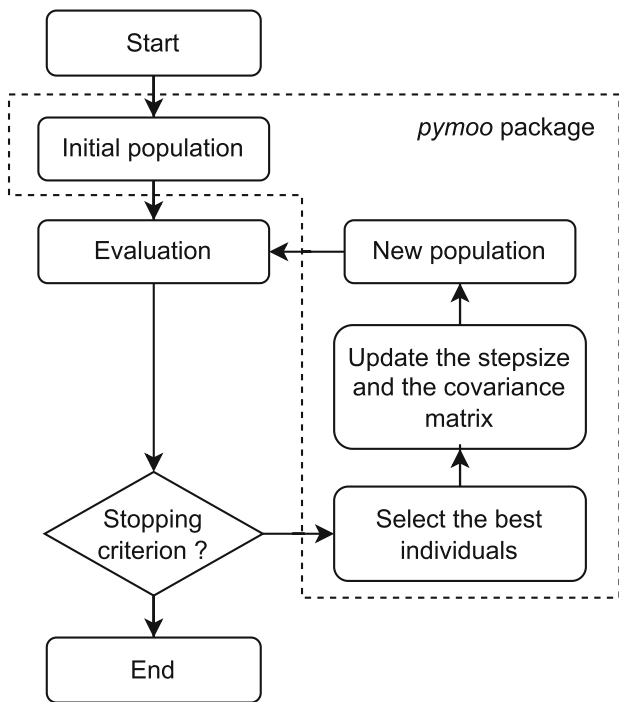 Start
pymoo package
Initial population
Evaluation
New population
Update the stepsize
and the covariance
matrix
Stopping
criterion ?
Select the best
individuals
End